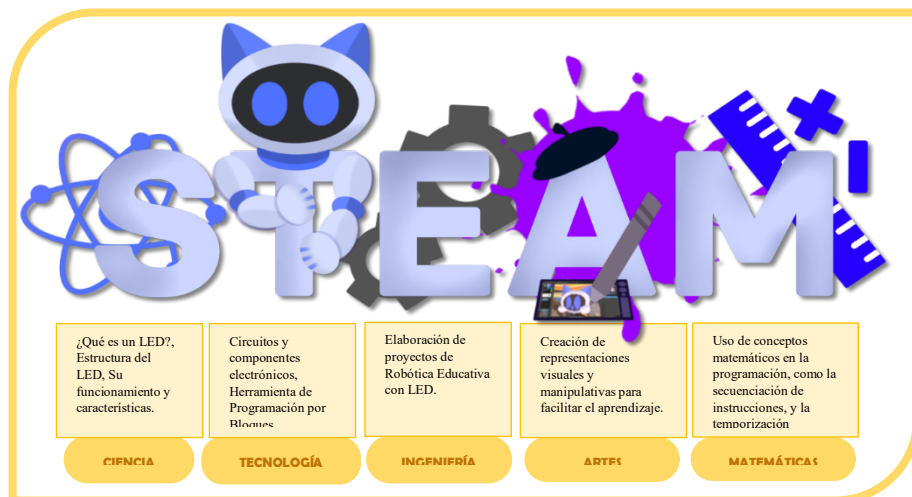 STEAM
¿Qué es un LED?,
Estructura del
LED, Su
funcionamiento y
características.
Circuitos y
componentes
electrónicos,
Herramienta de
Programación por
Bloques
Elaboración de
proyectos de
Robótica Educativa
con LED.
Creación de
representaciones
visuales y
manipulativas para
facilitar el aprendizaje.
Uso de conceptos
matemáticos en la
programación, como la
secuenciación de
instrucciones, y la
temporización
CIENCIA
TECNOLOGÍA
INGENIERÍA
ARTES
MATEMÁTICAS